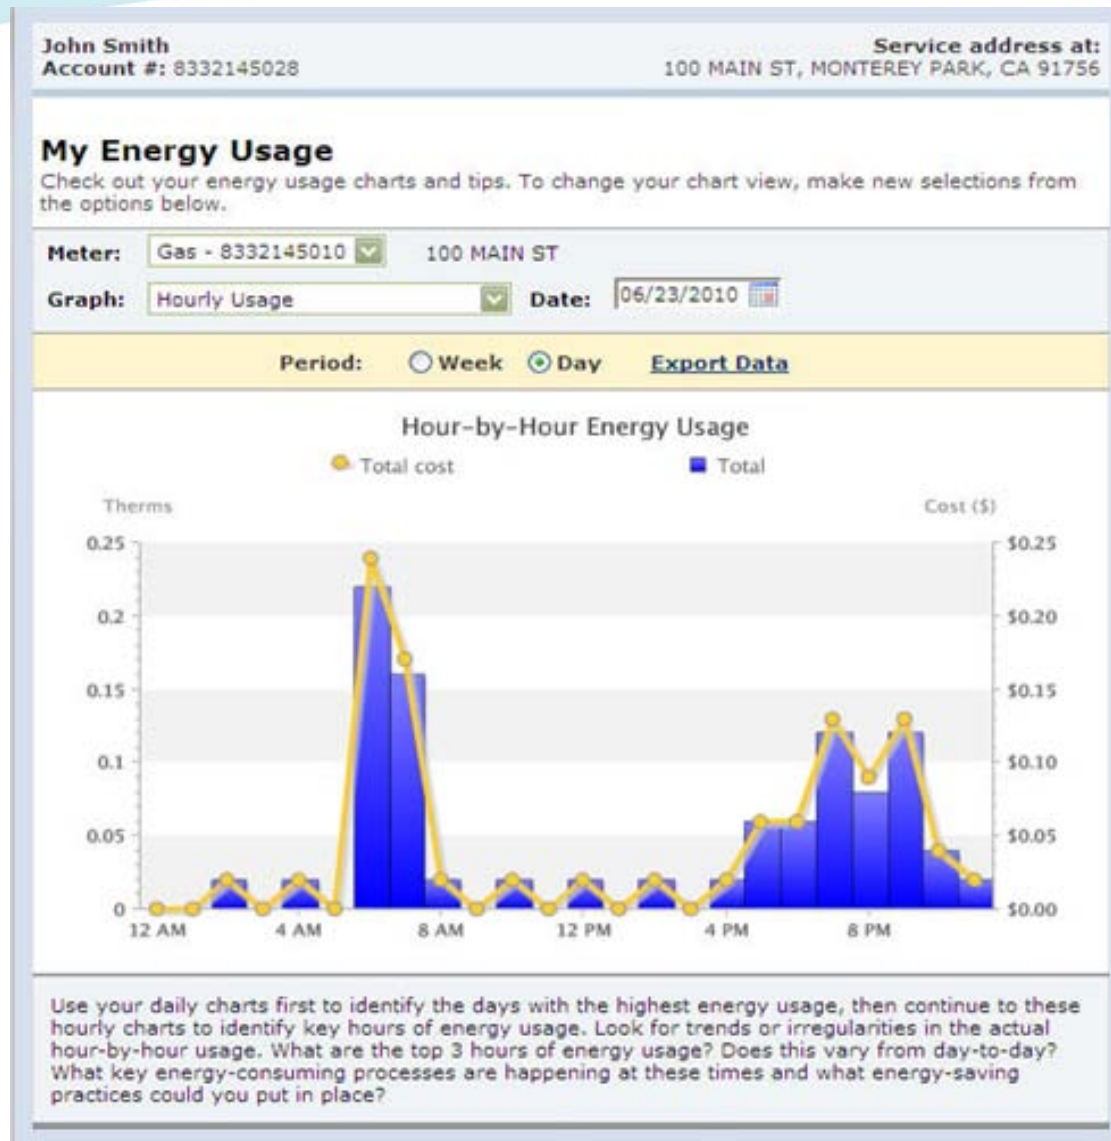 John Smith
Service address at:
Account #: 8332145028
100 MAIN ST, MONTEREY PARK, CA 91756
My Energy Usage
Check out your energy usage charts and tips. To change your chart view, make new selections from
the options below.
Meter: Gas - 8332145010 100 MAIN ST
Graph: Hourly Usage Date: 06/23/2010
Period: Week Day Export Data
Hour-by-Hour Energy Usage
Total cost Total
Therms Cost ($)
0.25 $0.25
0.2 $0.20
0.15 $0.15
0.1 $0.10
0.05 $0.05
0 $0.00
12 AM 4 AM 8 AM 12 PM 4 PM 8 PM
Use your daily charts first to identify the days with the highest energy usage, then continue to these
hourly charts to identify key hours of energy usage. Look for trends or irregularities in the actual
hour-by-hour usage. What are the top 3 hours of energy usage? Does this vary from day-to-day?
What key energy-consuming processes are happening at these times and what energy-saving
practices could you put in place?